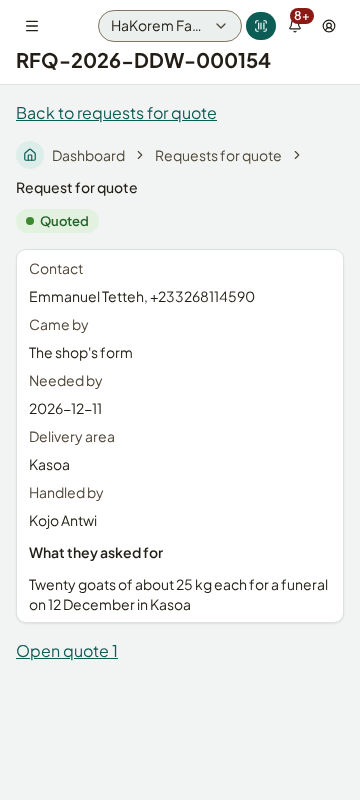 HaKorem Fa...
8+
RFQ-2026-DDW-000154
Back to requests for quote
Dashboard
Requests for quote
Request for quote
Quoted
Contact
Emmanuel Tetteh, +233268114590
Came by
The shop's form
Needed by
2026-12-11
Delivery area
Kasoa
Handled by
Kojo Antwi
What they asked for
Twenty goats of about 25 kg each for a funeral
on 12 December in Kasoa
Open quote 1